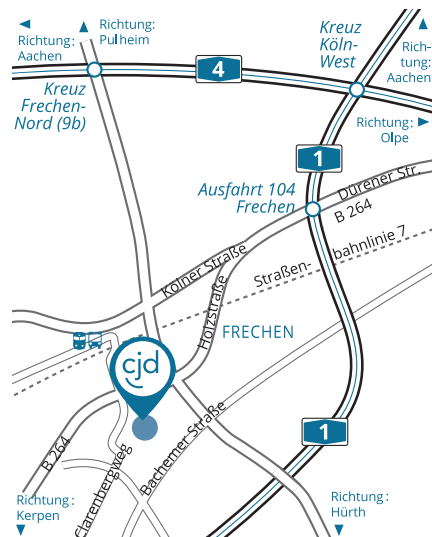 Richtung:
Aachen
Richtung:
Pulheim
Kreuz
Köln-
West
Rich-
tung:
Aachen
4
Kreuz
Frechen-
Nord (9b)
Richtung:
Olpe
1
Ausfahrt 104
Frechen
Dürener Str.
B 264
Kölner Straße
Straßen-
bahnlinie 7
Holzstraße
FRECHEN
cjd
Bachemer Straße
1
B 264
Clarenbergweg
Richtung:
Kerpen
Richtung:
Hürth